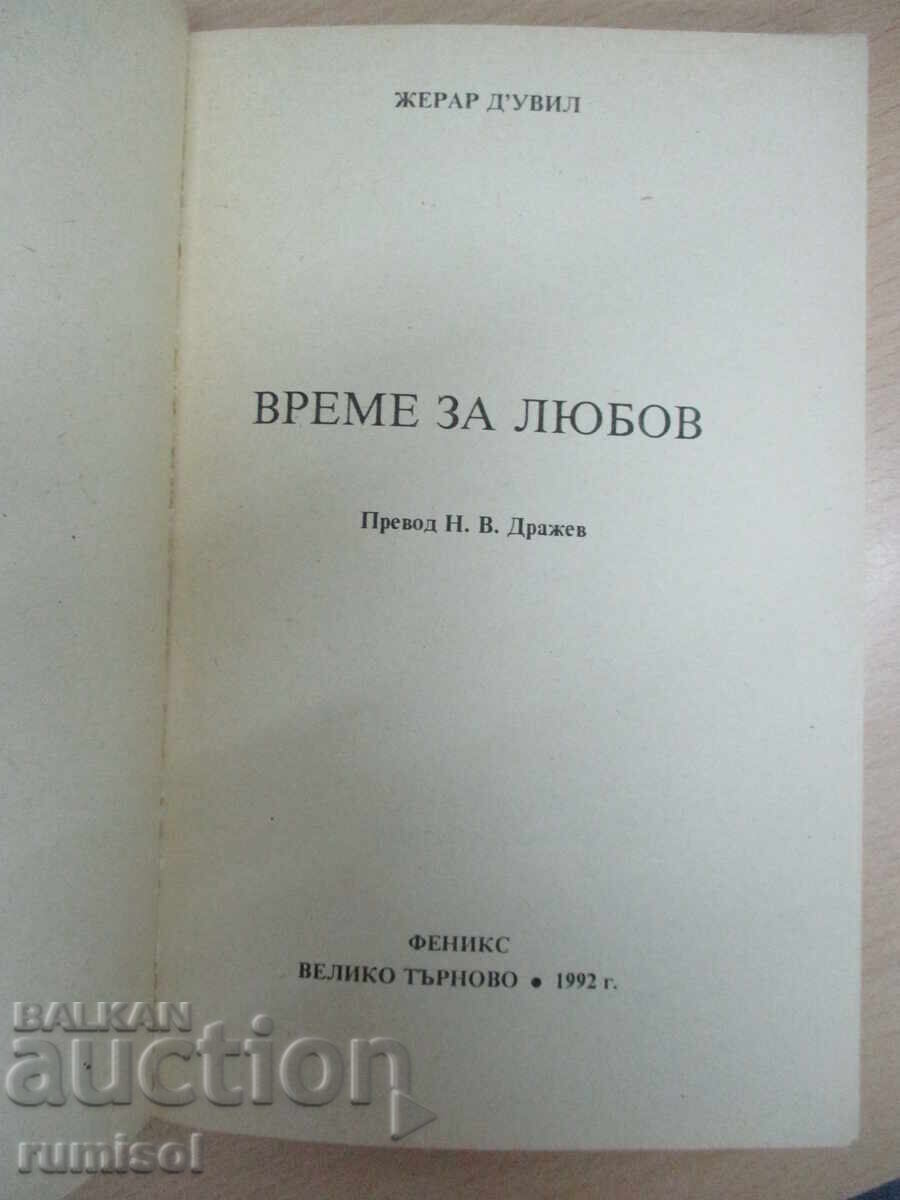 ЖЕРАР Д'УВИЛ
ВРЕМЕ ЗА ЛЮБОВ
Превод Н. В. Дражев
ФЕНИКС
ВЕЛИКО ТЪРНОВО • 1992 г.
BALKAN
auction
rumisol